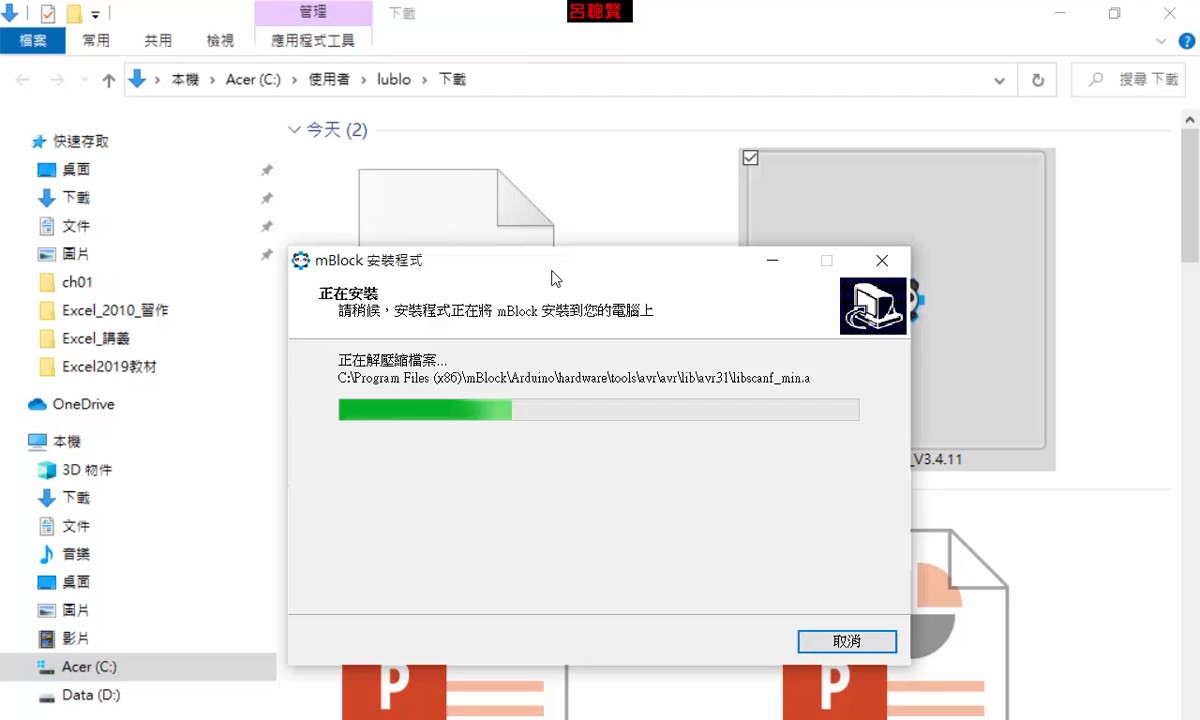 管理
下載
呂聰賢
檔案
常用
共用
檢視
應用程式工具
本機
Acer (C:)
使用者
lublo
下載
搜尋 下載
快速存取
桌面
下載
文件
圖片
ch01
Excel_2010_習作
Excel_講義
Excel2019教材
OneDrive
本機
3D 物件
下載
文件
音樂
桌面
圖片
影片
Acer (C:)
Data (D:)
今天 (2)
mBlock 安裝程式
正在安裝
請稍候，安裝程式正在將 mBlock 安裝到您的電腦上
正在解壓縮檔案...
C:\Program Files (x86)\mBlock\Arduino\hardware\tools\avr\avr\lib\avr31\libscanf_min.a
取消
_V3.4.11
P
P